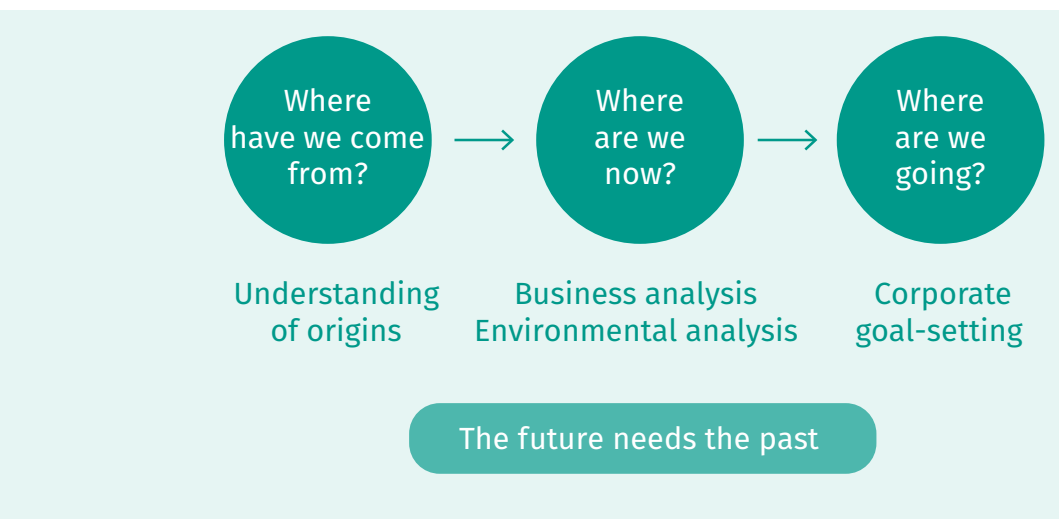 Where
have we come
from?
Where
are we
now?
Where
are we
going?
Understanding
of origins
Business analysis
Environmental analysis
Corporate
goal-setting
The future needs the past